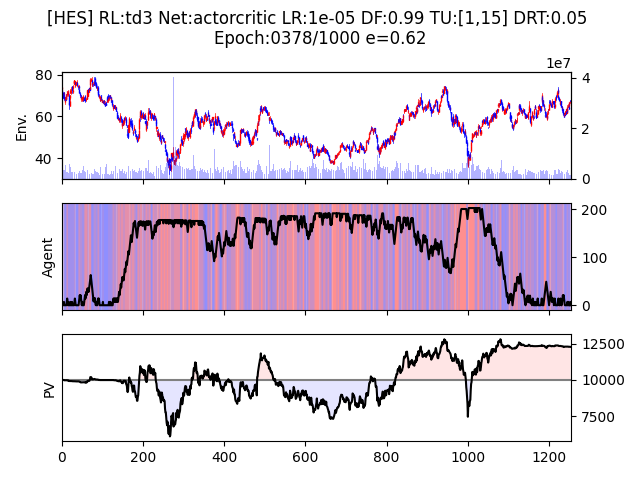 [HES] RL:td3 Net:actorcritic LR:1e-05 DF:0.99 TU:[1,15] DRT:0.05
Epoch:0378/1000 e=0.62
1e7
80
60
40
Env.
4
2
0
Agent
200
100
0
PV
12500
10000
7500
0 200 400 600 800 1000 1200